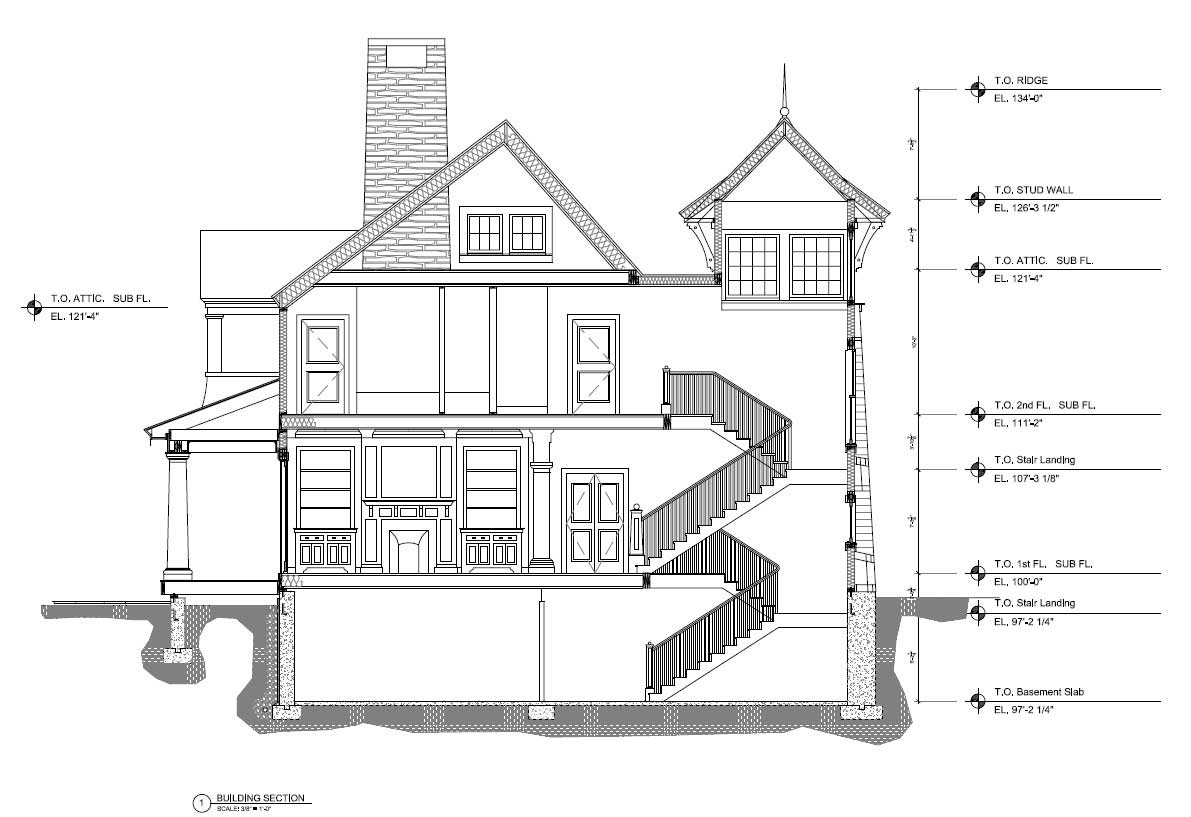 T.O. RIDGE
EL. 134'-0"
T.O. STUD WALL
EL. 126'-3 1/2"
T.O. ATTIC. SUB FL.
EL. 121'-4"
T.O. ATTIC. SUB FL.
EL. 121'-4"
T.O. 2nd FL. SUB FL.
EL. 111'-2"
T.O. Stair Landing
EL. 107'-3 1/8"
T.O. 1st FL. SUB FL.
EL. 100'-0"
T.O. Stair Landing
EL. 97'-2 1/4"
T.O. Basement Slab
EL. 97'-2 1/4"
1
BUILDING SECTION
SCALE: 3/8" = 1'-0"